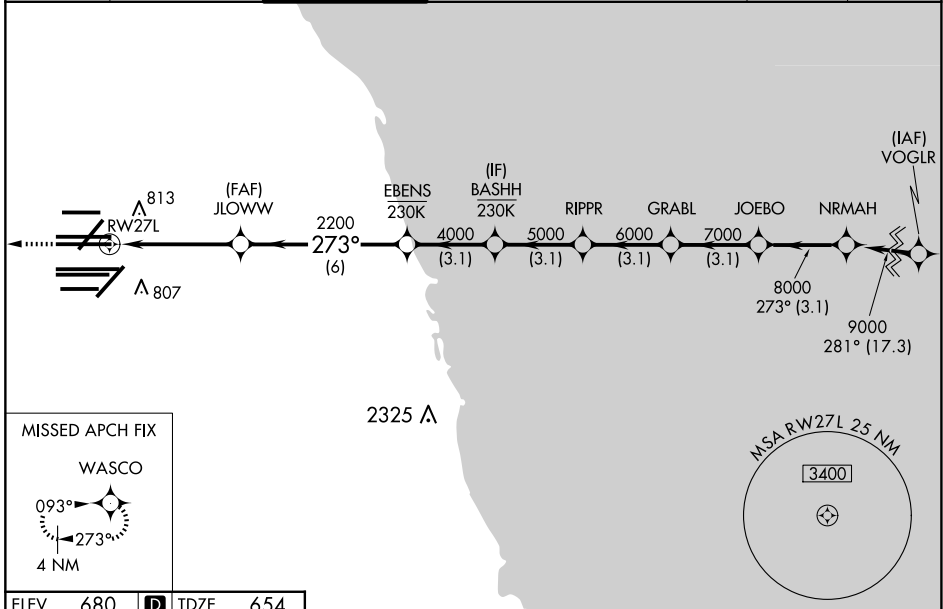 (IAF)
VOGLR
813
(FAF)
JLOWW
EBENS
230K
(IF)
BASHH
230K
RIPPR
GRABL
JOEBO
NRMAH
RW27L
2200
273°
(6)
4000
(3.1)
5000
(3.1)
6000
(3.1)
7000
(3.1)
8000
273° (3.1)
9000
281° (17.3)
807
2325
MISSED APCH FIX
WASCO
093°
273°
4 NM
MSA RW27L 25 NM
3400
ELEV 680 D TDZE 654